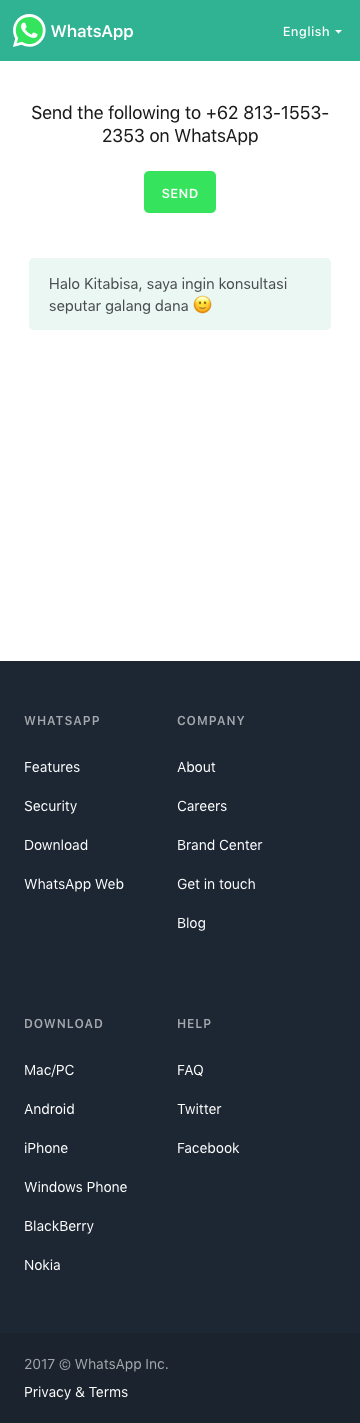 WhatsApp
English
Send the following to +62 813-1553-
2353 on WhatsApp
SEND
Halo Kitabisa, saya ingin konsultasi
seputar galang dana 🙂
WHATSAPP
Features
Security
Download
WhatsApp Web
COMPANY
About
Careers
Brand Center
Get in touch
Blog
DOWNLOAD
Mac/PC
Android
iPhone
Windows Phone
BlackBerry
Nokia
HELP
FAQ
Twitter
Facebook
2017 © WhatsApp Inc.
Privacy & Terms